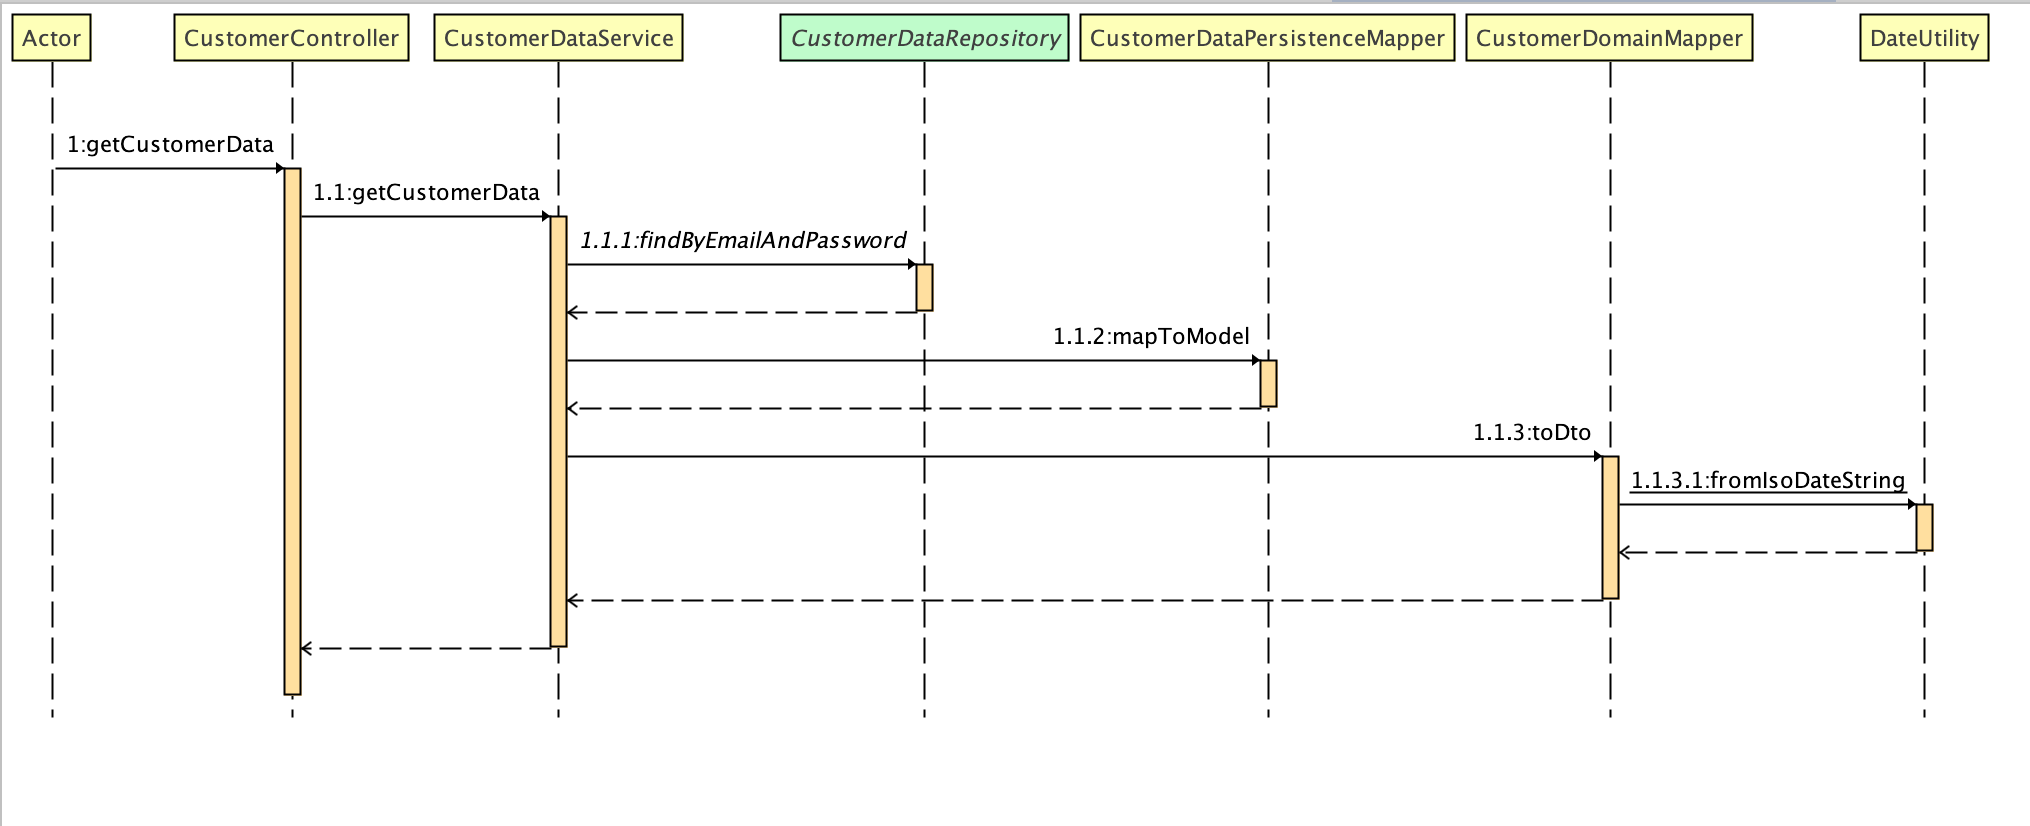 Actor
CustomerController
CustomerDataService
CustomerDataRepository
CustomerDataPersistenceMapper
CustomerDomainMapper
DateUtility
1:getCustomerData
1.1:getCustomerData
1.1.1:findByEmailAndPassword
1.1.2:mapToModel
1.1.3:toDto
1.1.3.1:fromIsoDateString